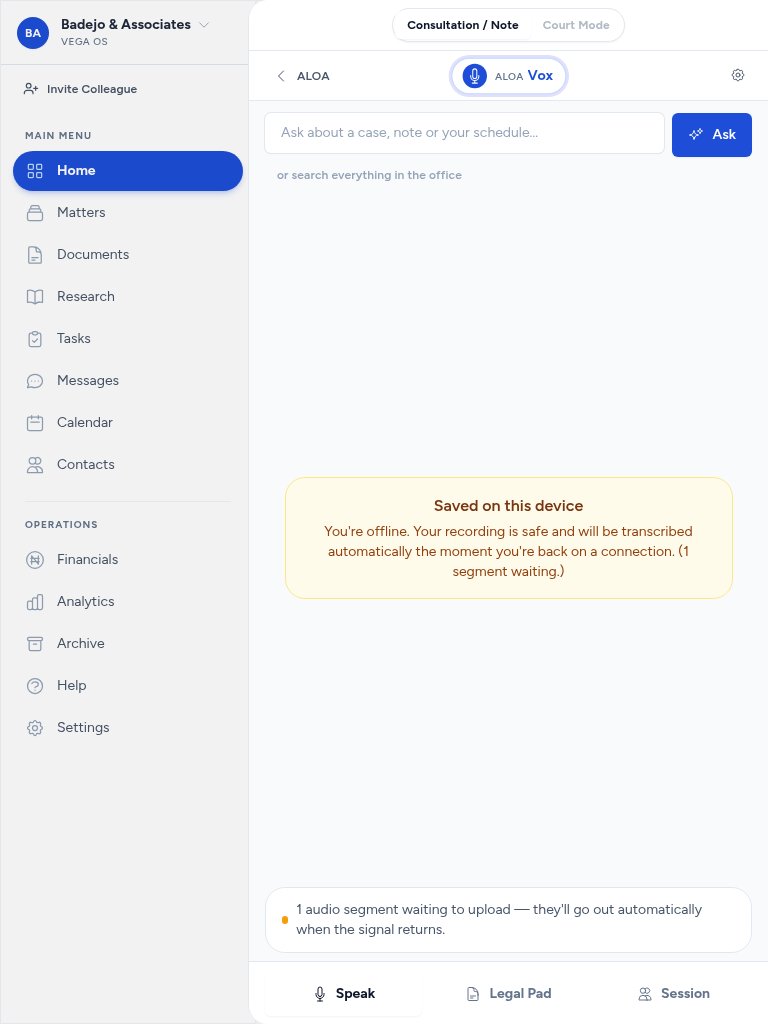 BA
Badejo & Associates
VEGA OS
Invite Colleague
MAIN MENU
Home
Matters
Documents
Research
Tasks
Messages
Calendar
Contacts
OPERATIONS
Financials
Analytics
Archive
Help
Settings
Consultation / Note
Court Mode
ALOA
ALOA Vox
Ask about a case, note or your schedule...
Ask
or search everything in the office
Saved on this device
You're offline. Your recording is safe and will be transcribed
automatically the moment you're back on a connection. (1
segment waiting.)
1 audio segment waiting to upload — they'll go out automatically
when the signal returns.
Speak
Legal Pad
Session